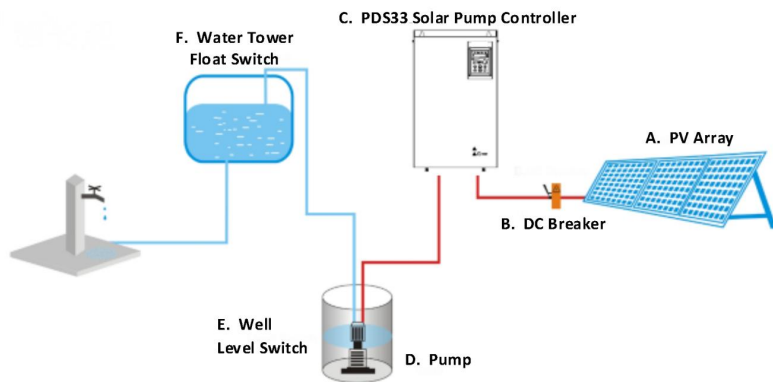 C. PDS33 Solar Pump Controller
F. Water Tower
Float Switch
A. PV Array
B. DC Breaker
E. Well
Level Switch
D. Pump